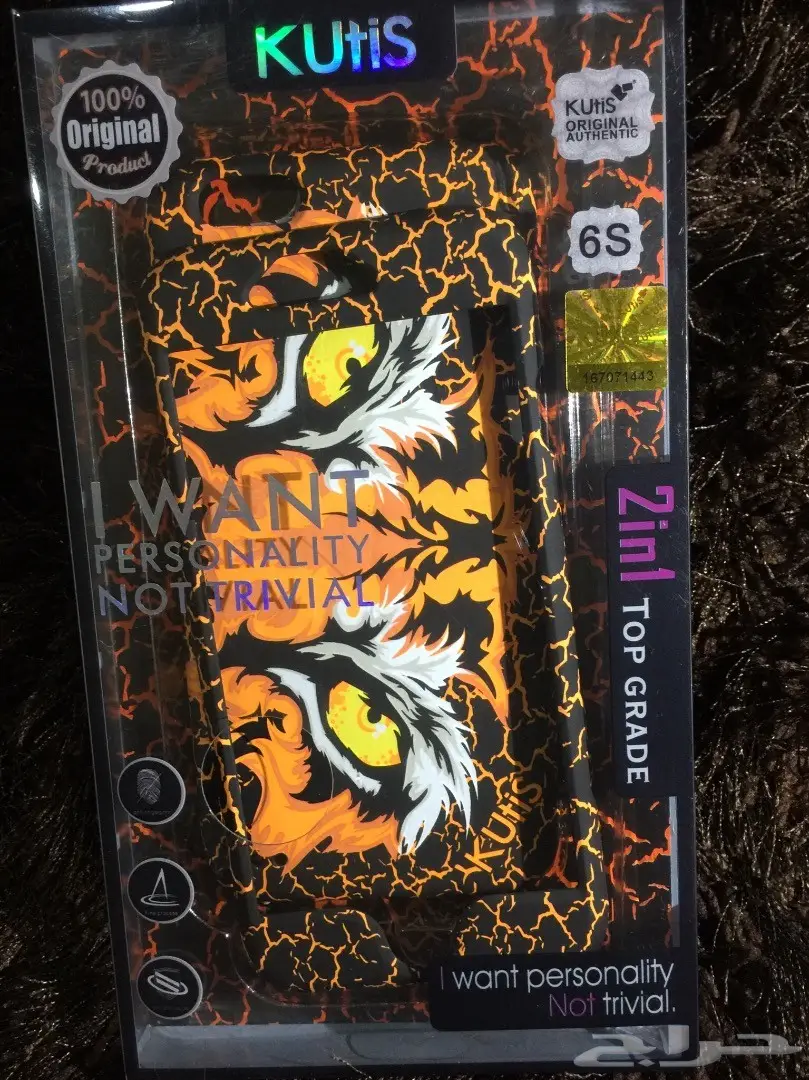 KUtiS
100%
Original
Product
KUtiS
ORIGINAL
AUTHENTIC
6S
167071443
2in1 TOP GRADE
I WANT
PERSONALITY
NOT TRIVIAL
KUtiS
I want personality
Not trivial.
حراج